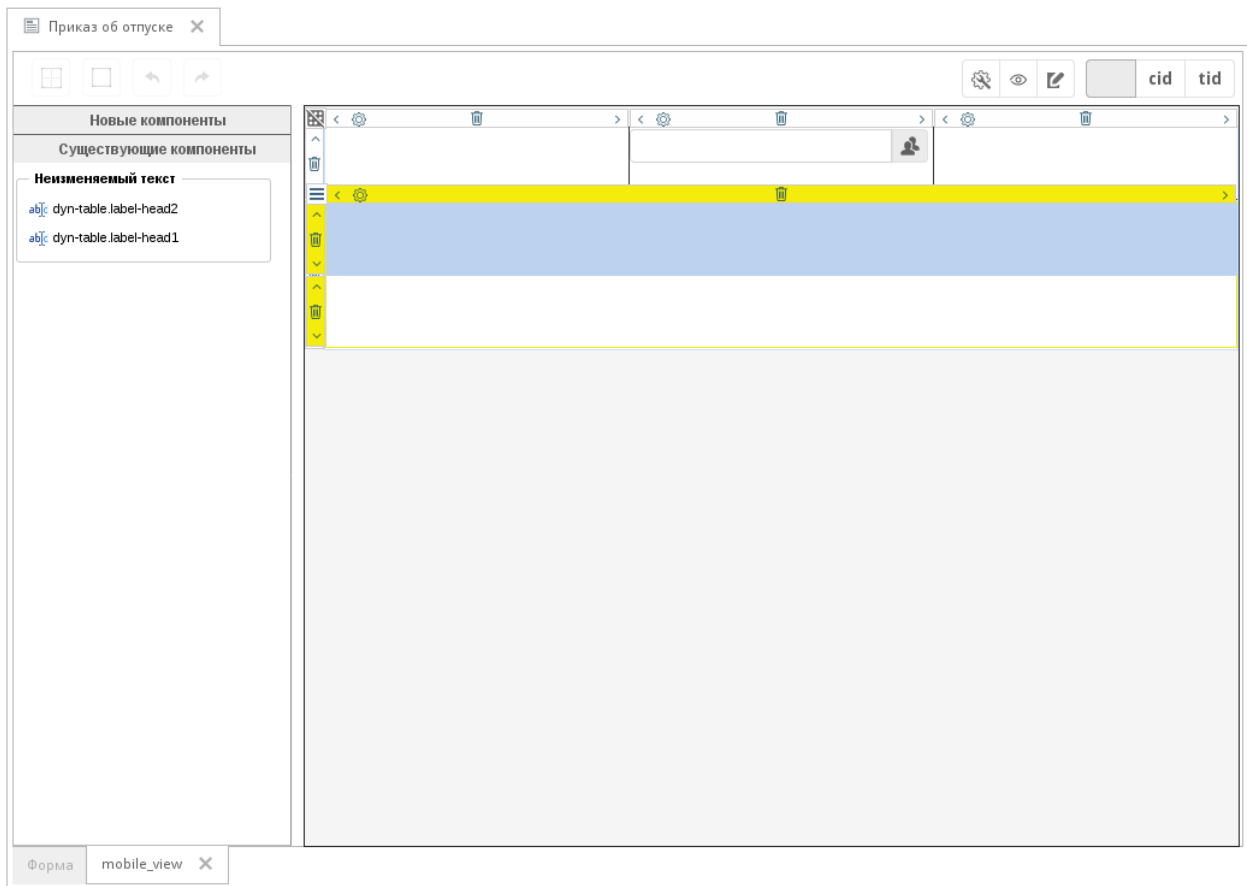 Приказ об отпуске
cid tid
Новые компоненты
Существующие компоненты
Неизменяемый текст
dyn-table.label-head2
dyn-table.label-head1
Форма
mobile_view